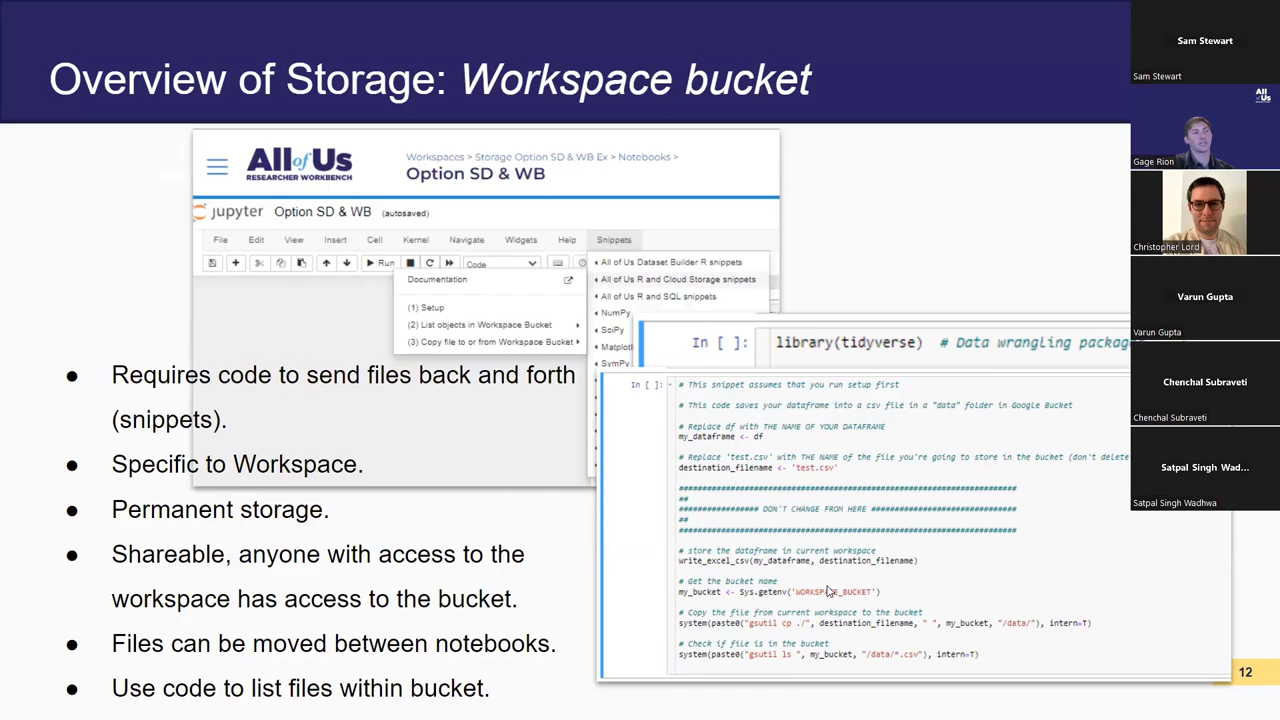 Overview of Storage: Workspace bucket
All of Us
RESEARCHER WORKBENCH
Workspaces > Storage Option SD & WB Ex > Notebooks >
Option SD & WB
jupyter Option SD & WB (autosaved)
File Edit View Insert Cell Kernel Navigate Widgets Help Snippets
Run Code
Documentation
(1) Setup
(2) List objects in Workspace Bucket
(3) Copy file to or from Workspace Bucket
All of Us Dataset Builder R snippets
All of Us R and Cloud Storage snippets
All of Us R and SQL snippets
NumPy
SciPy
SymPy
In [ ]: library(tidyverse) # Data wrangling packag
In [ ]: # This snippet assumes that you run setup first
# This code saves your dataframe into a csv file in a "data" folder in Google Bucket
# Replace df with THE NAME OF YOUR DATAFRAME
my_dataframe <- df
# Replace 'test.csv' with THE NAME of the file you're going to store in the bucket (don't delete
destination_filename <- 'test.csv'
########################################################################
##
################# DON'T CHANGE FROM HERE #################
##
########################################################################
# store the dataframe in current workspace
write_excel_csv(my_dataframe, destination_filename)
# Get the bucket name
my_bucket <- Sys.getenv('WORKSPACE_BUCKET')
# Copy the file from current workspace to the bucket
system(paste0("gsutil cp ./", destination_filename, " ", my_bucket, "/data/"), intern=T)
# Check if file is in the bucket
system(paste0("gsutil ls ", my_bucket, "/data/*.csv"), intern=T)
● Requires code to send files back and forth
(snippets).
● Specific to Workspace.
● Permanent storage.
● Shareable, anyone with access to the
workspace has access to the bucket.
● Files can be moved between notebooks.
● Use code to list files within bucket.
12
Sam Stewart
Sam Stewart
All of Us
Gage Rion
Christopher Lord
Varun Gupta
Varun Gupta
Chenchal Subraveti
Chenchal Subraveti
Satpal Singh Wad...
Satpal Singh Wadhwa